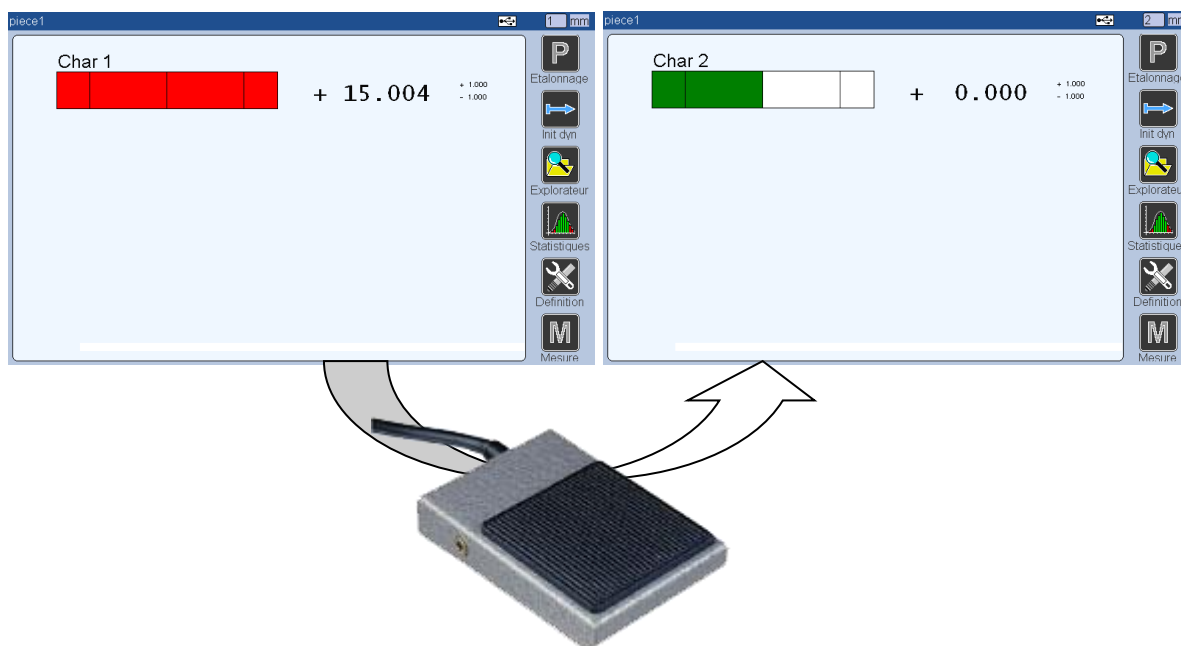 piece1
1 mm
Char 1
+ 15.004
+ 1.000
- 1.000
P
Etalonnage
Init dyn
Explorateur
Statistiques
Definition
M
Mesure
piece1
2 mm
Char 2
+ 0.000
+ 1.000
- 1.000
P
Etalonnage
Init dyn
Explorateur
Statistiques
Definition
M
Mesure